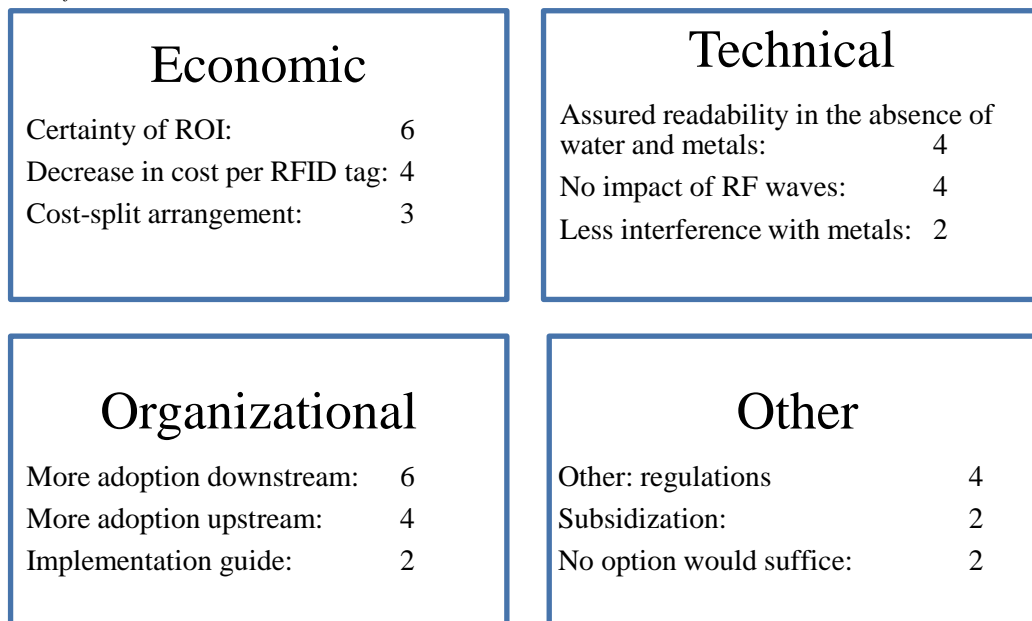 Economic
Certainty of ROI: 6
Decrease in cost per RFID tag: 4
Cost-split arrangement: 3
Technical
Assured readability in the absence of
water and metals: 4
No impact of RF waves: 4
Less interference with metals: 2
Organizational
More adoption downstream: 6
More adoption upstream: 4
Implementation guide: 2
Other
Other: regulations 4
Subsidization: 2
No option would suffice: 2